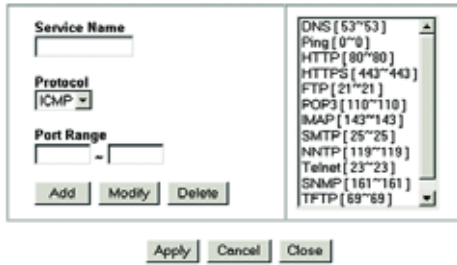 Service Name
Protocol
ICMP
Port Range
~
Add Modify Delete
DNS [ 53~53 ]
Ping [ 0~0 ]
HTTP [ 80~80 ]
HTTPS [ 443~443 ]
FTP [ 21~21 ]
POP3 [ 110~110 ]
IMAP [ 143~143 ]
SMTP [ 25~25 ]
NNTP [ 119~119 ]
Telnet [ 23~23 ]
SNMP [ 161~161 ]
TFTP [ 69~69 ]
Apply Cancel Close